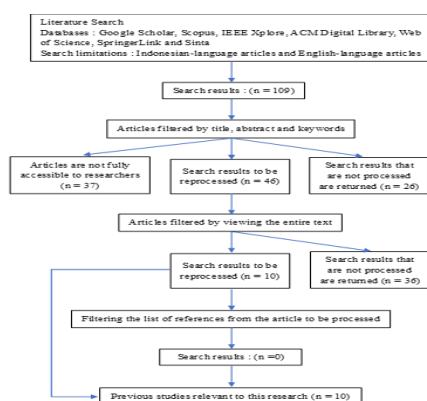 Literature Search
Databases : Google Scholar, Scopus, IEEE Xplore, ACM Digital Library, Web
of Science, SpringerLink and Sinta
Search limitations : Indonesian-language articles and English-language articles
Search results : (n = 109)
Articles filtered by title, abstract and keywords
Articles are not fully
accessible to researchers
(n = 37)
Search results to be
reprocessed (n = 46)
Search results that
are not processed
are returned (n = 26)
Articles filtered by viewing the entire text
Search results to be
reprocessed
(n = 10)
Search results that
are not processed
are returned (n = 36)
Filtering the list of references from the article to be processed
Search results : (n =0)
Previous studies relevant to this research (n = 10)